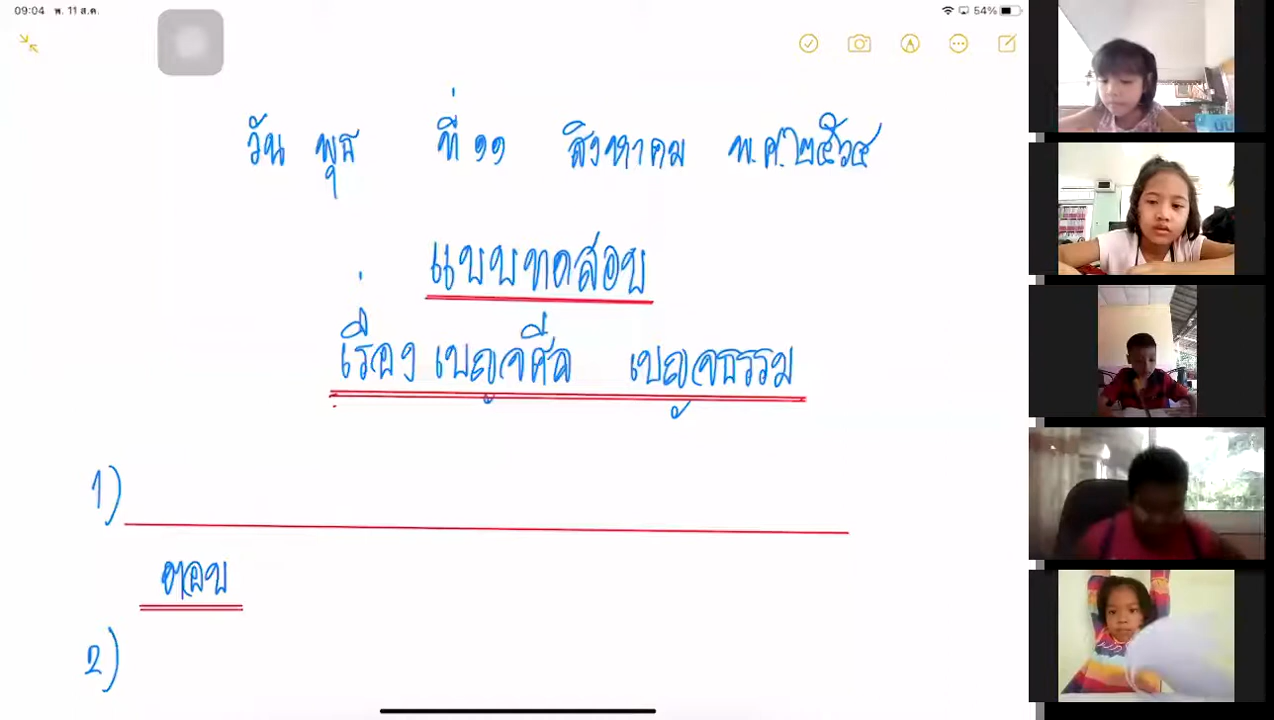 09:04 พ. 11 ส.ค.
54%
วัน พุธ ที่ ๑๑ สิงหาคม พ.ศ. ๒๕๖๔
แบบทดสอบ
เรื่อง เบญจศีล เบญจธรรม
1)
ตอบ
2)